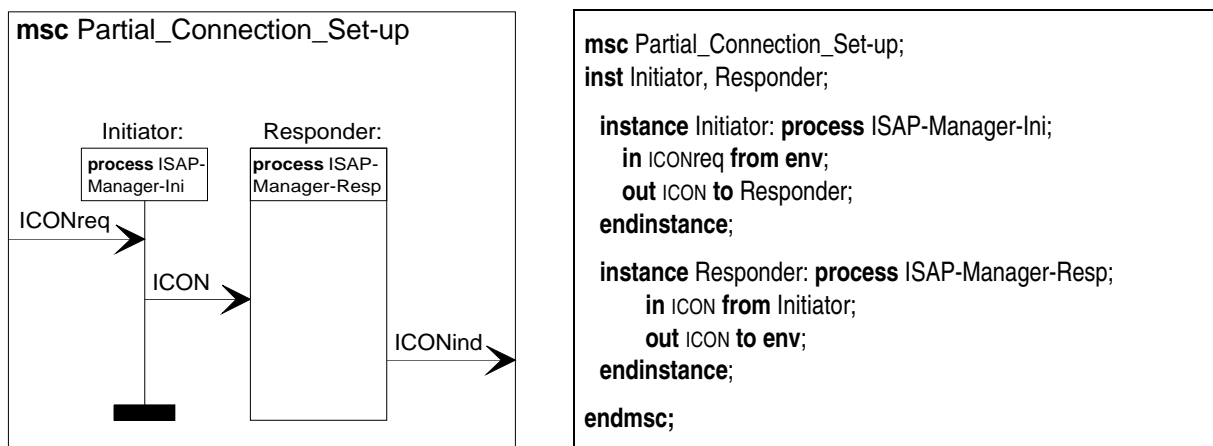 msc Partial_Connection_Set-up
Initiator:
Responder:
process ISAP-
Manager-Ini
process ISAP-
Manager-Resp
ICONreq
ICON
ICONind
msc Partial_Connection_Set-up;
inst Initiator, Responder;
instance Initiator: process ISAP-Manager-Ini;
in ICONreq from env;
out ICON to Responder;
endinstance;
instance Responder: process ISAP-Manager-Resp;
in ICON from Initiator;
out ICON to env;
endinstance;
endmsc;